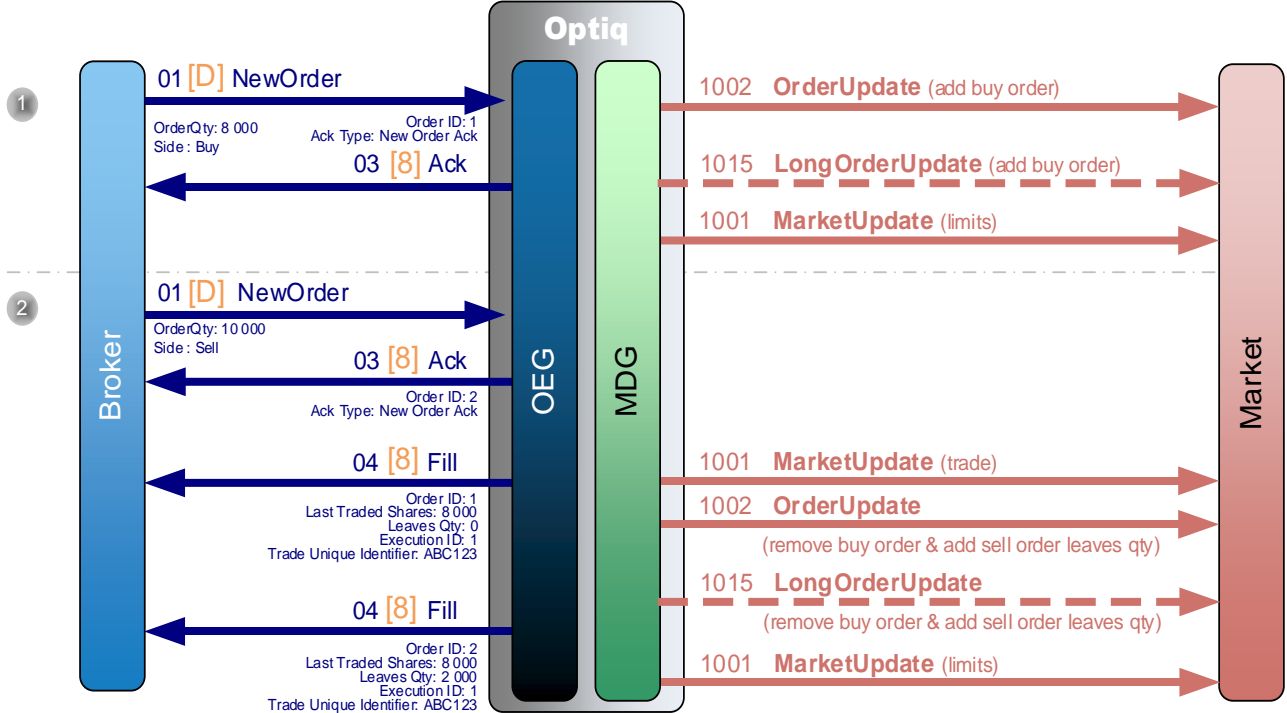 Optiq
1
01 [D] NewOrder
OrderQty: 8 000
Side : Buy
Order ID: 1
Ack Type: New Order Ack
03 [8] Ack
1002 OrderUpdate (add buy order)
1015 LongOrderUpdate (add buy order)
1001 MarketUpdate (limits)
2
01 [D] NewOrder
OrderQty: 10 000
Side : Sell
03 [8] Ack
Order ID: 2
Ack Type: New Order Ack
04 [8] Fill
Order ID: 1
Last Traded Shares: 8 000
Leaves Qty: 0
Execution ID: 1
Trade Unique Identifier: ABC123
04 [8] Fill
Order ID: 2
Last Traded Shares: 8 000
Leaves Qty: 2 000
Execution ID: 1
Trade Unique Identifier: ABC123
1001 MarketUpdate (trade)
1002 OrderUpdate
(remove buy order & add sell order leaves qty)
1015 LongOrderUpdate
(remove buy order & add sell order leaves qty)
1001 MarketUpdate (limits)
Broker
OEG
MDG
Market